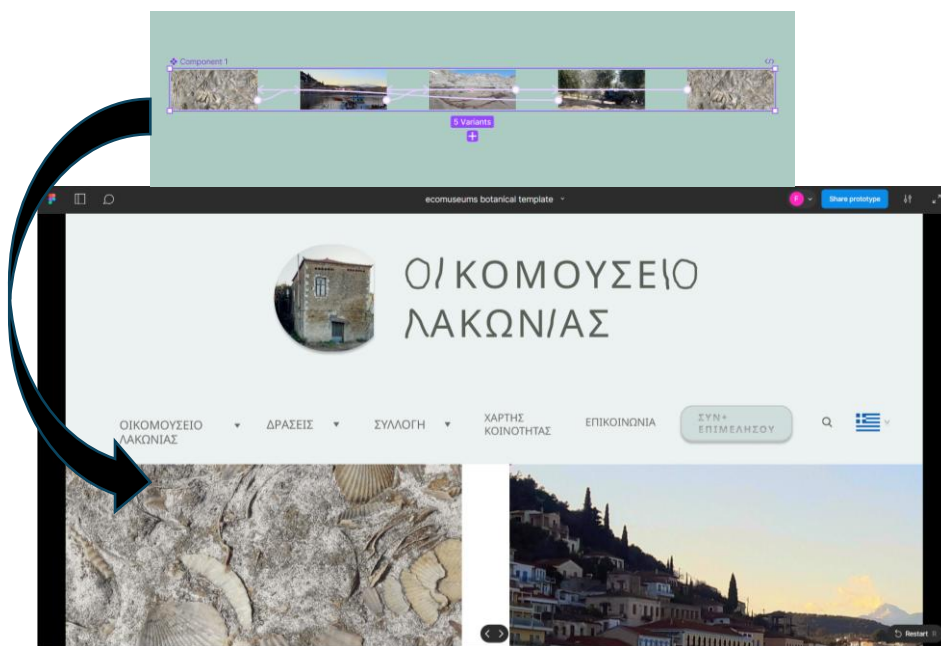 Component 1
5 Variants
ecomuseums botanical template
F
Share prototype
ΟΙΚΟΜΟΥΣΕΙΟ
ΛΑΚΩΝΙΑΣ
ΟΙΚΟΜΟΥΣΕΙΟ
ΛΑΚΩΝΙΑΣ
ΔΡΑΣΕΙΣ
ΣΥΛΛΟΓΗ
ΧΑΡΤΗΣ
ΚΟΙΝΟΤΗΤΑΣ
ΕΠΙΚΟΙΝΩΝΙΑ
ΣΥΝ+
ΕΠΙΜΕΛΗΣΟΥ
Restart